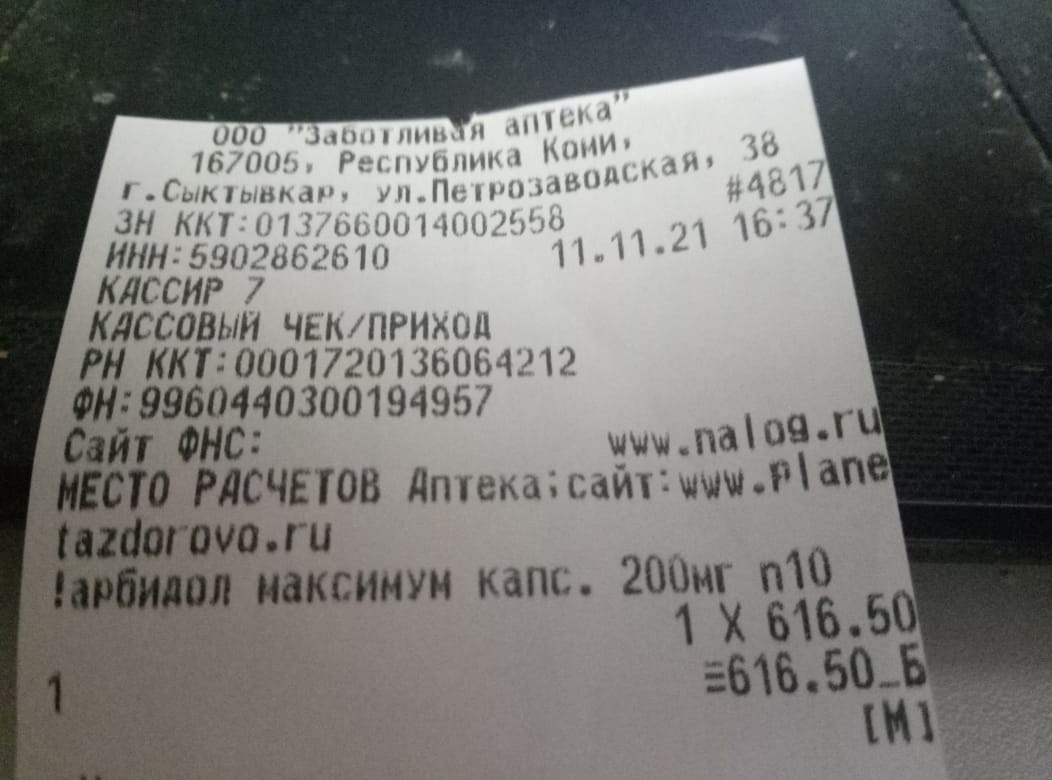 ООО "Заботливая аптека"
167005, Республика Коми,
г.Сыктывкар, ул.Петрозаводская, 38
#4817
ЗН ККТ:0137660014002558
11.11.21 16:37
ИНН:5902862610
КАССИР 7
КАССОВЫЙ ЧЕК/ПРИХОД
РН ККТ:0001720136064212
ФН:9960440300194957
Сайт ФНС: www.nalog.ru
МЕСТО РАСЧЕТОВ Аптека;сайт:www.plane
tazdorovo.ru
!арбидол максимум капс. 200мг n10
1 X 616.50
1 ≡616.50_Б
[М]